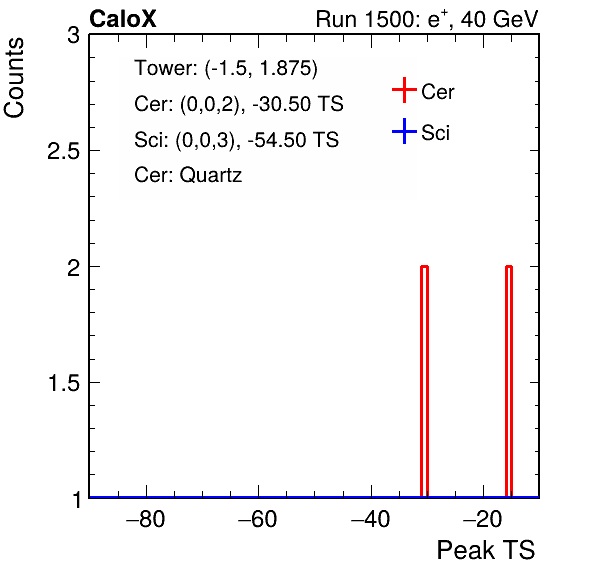 CaloX Run 1500: e⁺, 40 GeV
Counts
3
Tower: (-1.5, 1.875)
Cer: (0,0,2), -30.50 TS
Sci: (0,0,3), -54.50 TS
Cer: Quartz
Cer
Sci
2.5
2
1.5
1
−80 −60 −40 −20
Peak TS